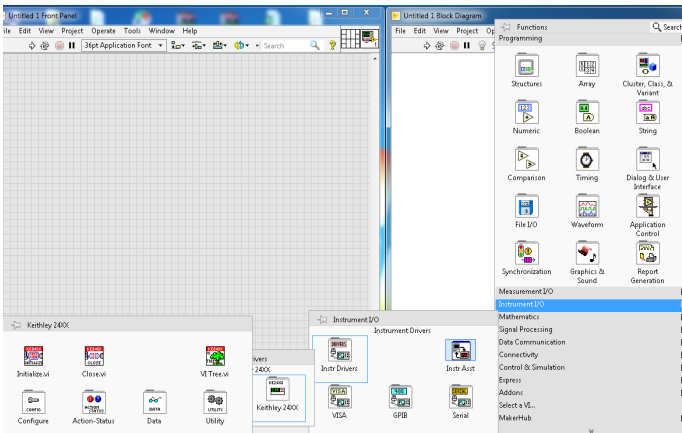 Untitled 1 Front Panel
Untitled 1 Block Diagram
File Edit View Project Operate Tools Window Help
File Edit View Project
36pt Application Font
Search
Functions
Search
Programming
Structures
Array
Cluster, Class, & Variant
Numeric
Boolean
String
Comparison
Timing
Dialog & User Interface
File I/O
Waveform
Application Control
Synchronization
Graphics & Sound
Report Generation
Measurement I/O
Instrument I/O
Mathematics
Signal Processing
Data Communication
Connectivity
Control & Simulation
Express
Addons
Select a VI...
MakerHub
Instrument I/O
Instrument Drivers
Instr Drivers
Instr Asst
VISA
GPIB
Serial
Keithley 24XX
Keithley 24XX
Initialize.vi
Close.vi
VI Tree.vi
Configure
Action-Status
Data
Utility